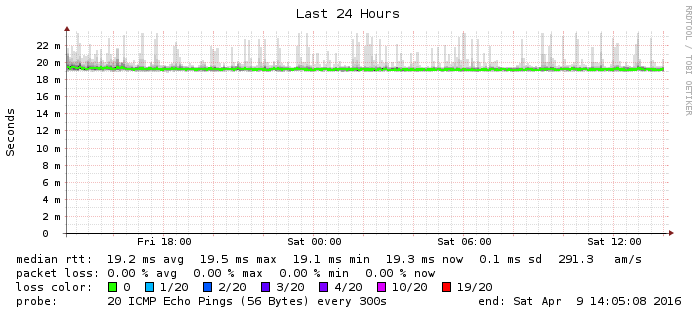 Last 24 Hours
RRDTOOL / TOBI OETIKER
Seconds
22 m
20 m
18 m
16 m
14 m
12 m
10 m
8 m
6 m
4 m
2 m
0
Fri 18:00 Sat 00:00 Sat 06:00 Sat 12:00
median rtt: 19.2 ms avg 19.5 ms max 19.1 ms min 19.3 ms now 0.1 ms sd 291.3 am/s
packet loss: 0.00 % avg 0.00 % max 0.00 % min 0.00 % now
loss color: 0 1/20 2/20 3/20 4/20 10/20 19/20
probe: 20 ICMP Echo Pings (56 Bytes) every 300s end: Sat Apr 9 14:05:08 2016